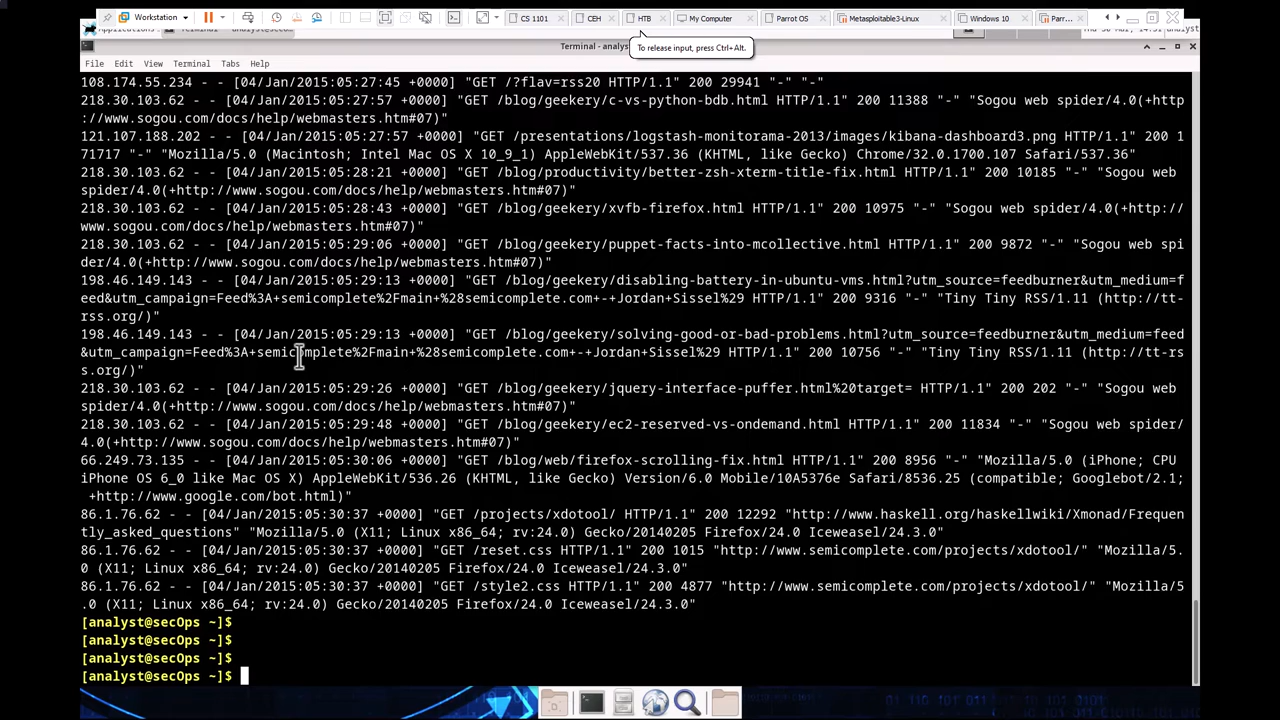 Workstation
CS 1101
CEH
HTB
My Computer
Parrot OS
Metasploitable3-Linux
Windows 10
Parr...
Terminal - analys
To release input, press Ctrl+Alt.
File Edit View Terminal Tabs Help
108.174.55.234 - - [04/Jan/2015:05:27:45 +0000] "GET /?flav=rss20 HTTP/1.1" 200 29941 "-" "-"
218.30.103.62 - - [04/Jan/2015:05:27:57 +0000] "GET /blog/geekery/c-vs-python-bdb.html HTTP/1.1" 200 11388 "-" "Sogou web spider/4.0(+http
://www.sogou.com/docs/help/webmasters.htm#07)"
121.107.188.202 - - [04/Jan/2015:05:27:57 +0000] "GET /presentations/logstash-monitorama-2013/images/kibana-dashboard3.png HTTP/1.1" 200 1
71717 "-" "Mozilla/5.0 (Macintosh; Intel Mac OS X 10_9_1) AppleWebKit/537.36 (KHTML, like Gecko) Chrome/32.0.1700.107 Safari/537.36"
218.30.103.62 - - [04/Jan/2015:05:28:21 +0000] "GET /blog/productivity/better-zsh-xterm-title-fix.html HTTP/1.1" 200 10185 "-" "Sogou web
spider/4.0(+http://www.sogou.com/docs/help/webmasters.htm#07)"
218.30.103.62 - - [04/Jan/2015:05:28:43 +0000] "GET /blog/geekery/xvfb-firefox.html HTTP/1.1" 200 10975 "-" "Sogou web spider/4.0(+http://
www.sogou.com/docs/help/webmasters.htm#07)"
218.30.103.62 - - [04/Jan/2015:05:29:06 +0000] "GET /blog/geekery/puppet-facts-into-mcollective.html HTTP/1.1" 200 9872 "-" "Sogou web spi
der/4.0(+http://www.sogou.com/docs/help/webmasters.htm#07)"
198.46.149.143 - - [04/Jan/2015:05:29:13 +0000] "GET /blog/geekery/disabling-battery-in-ubuntu-vms.html?utm_source=feedburner&utm_medium=f
eed&utm_campaign=Feed%3A+semicomplete%2Fmain+%28semicomplete.com+-+Jordan+Sissel%29 HTTP/1.1" 200 9316 "-" "Tiny Tiny RSS/1.11 (http://tt-
rss.org/)"
198.46.149.143 - - [04/Jan/2015:05:29:13 +0000] "GET /blog/geekery/solving-good-or-bad-problems.html?utm_source=feedburner&utm_medium=feed
&utm_campaign=Feed%3A+semicomplete%2Fmain+%28semicomplete.com+-+Jordan+Sissel%29 HTTP/1.1" 200 10756 "-" "Tiny Tiny RSS/1.11 (http://tt-rs
s.org/)"
218.30.103.62 - - [04/Jan/2015:05:29:26 +0000] "GET /blog/geekery/jquery-interface-puffer.html%20target= HTTP/1.1" 200 202 "-" "Sogou web
spider/4.0(+http://www.sogou.com/docs/help/webmasters.htm#07)"
218.30.103.62 - - [04/Jan/2015:05:29:48 +0000] "GET /blog/geekery/ec2-reserved-vs-ondemand.html HTTP/1.1" 200 11834 "-" "Sogou web spider/
4.0(+http://www.sogou.com/docs/help/webmasters.htm#07)"
66.249.73.135 - - [04/Jan/2015:05:30:06 +0000] "GET /blog/web/firefox-scrolling-fix.html HTTP/1.1" 200 8956 "-" "Mozilla/5.0 (iPhone; CPU
iPhone OS 6_0 like Mac OS X) AppleWebKit/536.26 (KHTML, like Gecko) Version/6.0 Mobile/10A5376e Safari/8536.25 (compatible; Googlebot/2.1;
+http://www.google.com/bot.html)"
86.1.76.62 - - [04/Jan/2015:05:30:37 +0000] "GET /projects/xdotool/ HTTP/1.1" 200 12292 "http://www.haskell.org/haskellwiki/Xmonad/Frequen
tly_asked_questions" "Mozilla/5.0 (X11; Linux x86_64; rv:24.0) Gecko/20140205 Firefox/24.0 Iceweasel/24.3.0"
86.1.76.62 - - [04/Jan/2015:05:30:37 +0000] "GET /reset.css HTTP/1.1" 200 1015 "http://www.semicomplete.com/projects/xdotool/" "Mozilla/5.
0 (X11; Linux x86_64; rv:24.0) Gecko/20140205 Firefox/24.0 Iceweasel/24.3.0"
86.1.76.62 - - [04/Jan/2015:05:30:37 +0000] "GET /style2.css HTTP/1.1" 200 4877 "http://www.semicomplete.com/projects/xdotool/" "Mozilla/5
.0 (X11; Linux x86_64; rv:24.0) Gecko/20140205 Firefox/24.0 Iceweasel/24.3.0"
[analyst@secOps ~]$
[analyst@secOps ~]$
[analyst@secOps ~]$
[analyst@secOps ~]$